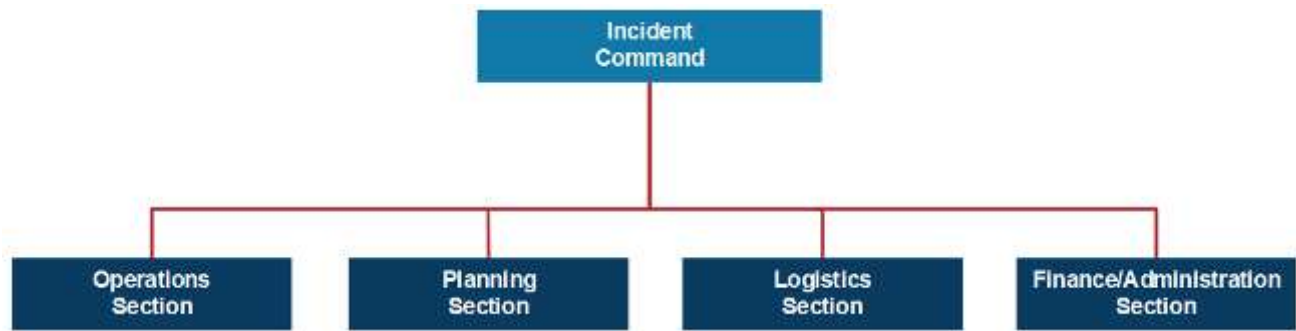 Incident
Command
Operations
Section
Planning
Section
Logistics
Section
Finance/Administration
Section